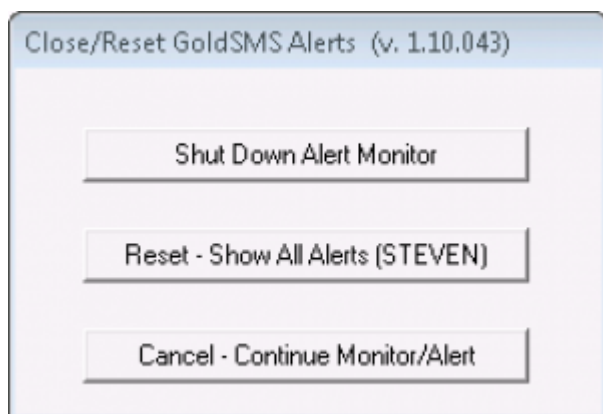 Close/Reset GoldSMS Alerts (v. 1.10.043)
Shut Down Alert Monitor
Reset - Show All Alerts (STEVEN)
Cancel - Continue Monitor/Alert